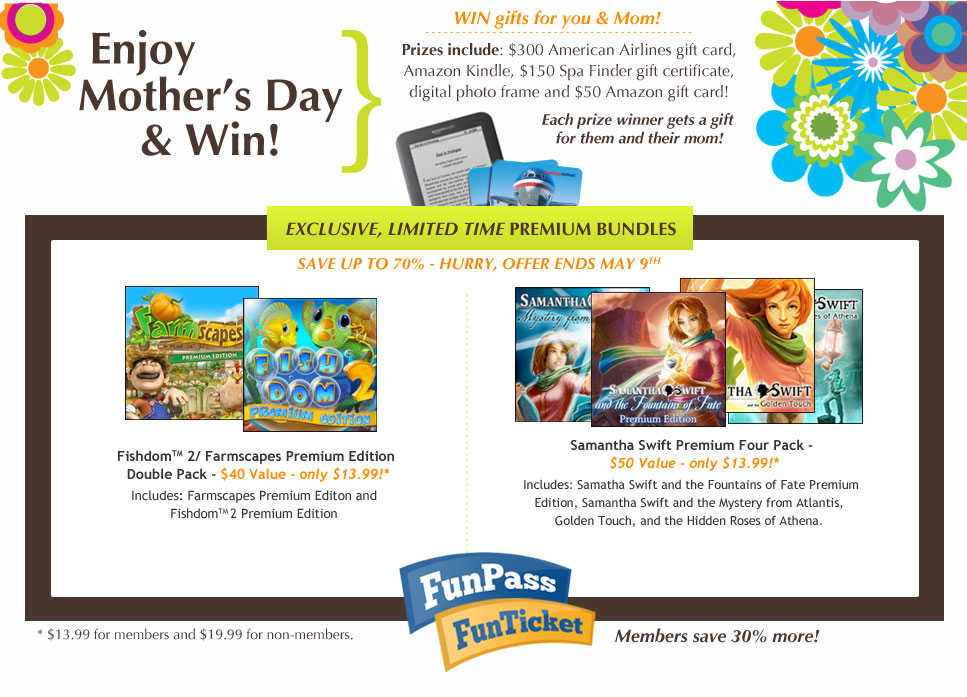 Enjoy
Mother's Day
& Win!
WIN gifts for you & Mom!
Prizes include: $300 American Airlines gift card,
Amazon Kindle, $150 Spa Finder gift certificate,
digital photo frame and $50 Amazon gift card!
Each prize winner gets a gift
for them and their mom!
EXCLUSIVE, LIMITED TIME PREMIUM BUNDLES
SAVE UP TO 70% - HURRY, OFFER ENDS MAY 9TH
Farmscapes
PREMIUM EDITION
FISH
DOM 2
PREMIUM EDITION
Fishdom™ 2/ Farmscapes Premium Edition
Double Pack - $40 Value - only $13.99!*
Includes: Farmscapes Premium Editon and
Fishdom™2 Premium Edition
SAMANTHA
Mystery from
SAMANTHA SWIFT
and the Fountains of Fate
Premium Edition
THA SWIFT
and the Golden Touch
SWIFT
es of Athena
Samantha Swift Premium Four Pack -
$50 Value - only $13.99!*
Includes: Samatha Swift and the Fountains of Fate Premium
Edition, Samantha Swift and the Mystery from Atlantis,
Golden Touch, and the Hidden Roses of Athena.
FunPass
FunTicket
* $13.99 for members and $19.99 for non-members.
Members save 30% more!